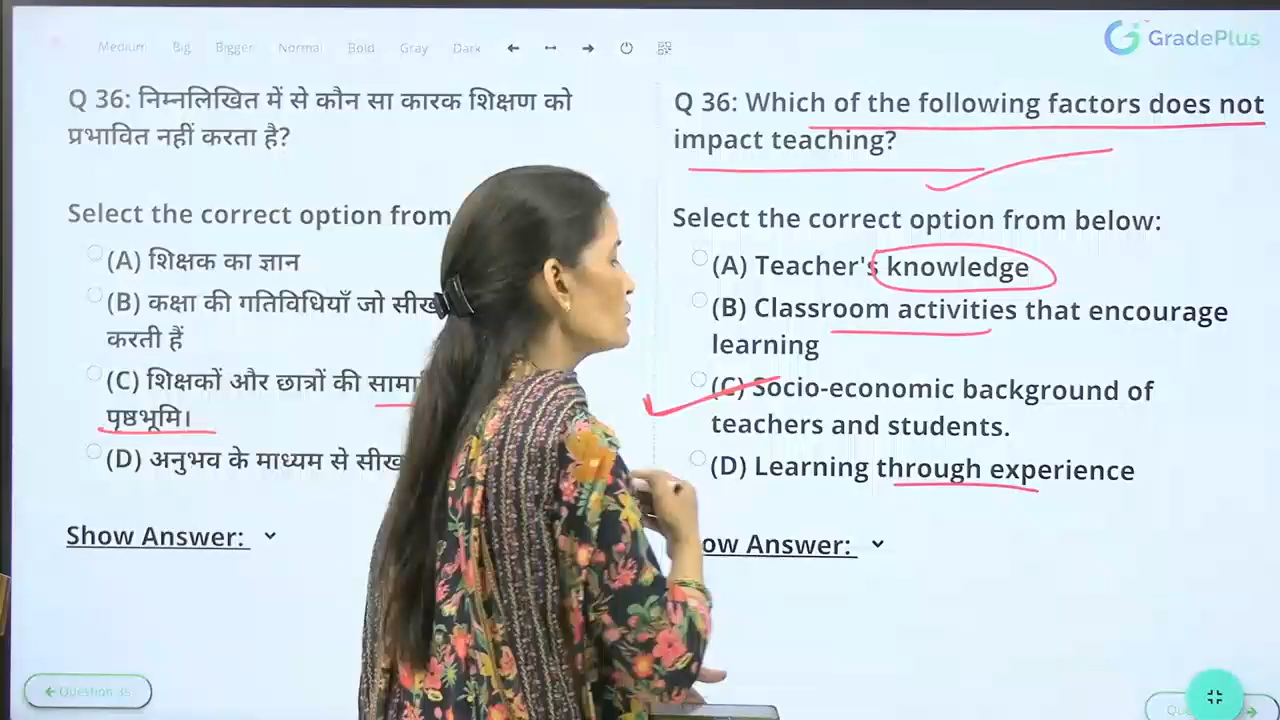 Medium Big Bigger Normal Bold Gray Dark
GradePlus
Q 36: निम्नलिखित में से कौन सा कारक शिक्षण को
प्रभावित नहीं करता है?
Select the correct option from
(A) शिक्षक का ज्ञान
(B) कक्षा की गतिविधियाँ जो
करती हैं
(C) शिक्षकों और छात्रों की
पृष्ठभूमि।
(D) अनुभव के माध्यम से
Show Answer:
Q 36: Which of the following factors does not
impact teaching?
Select the correct option from below:
(A) Teacher's knowledge
(B) Classroom activities that encourage
learning
(C) Socio-economic background of
teachers and students.
(D) Learning through experience
Answer:
Question 35